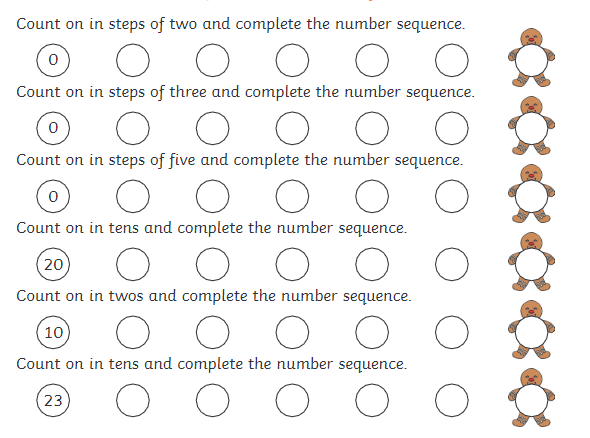 Count on in steps of two and complete the number sequence.
0
Count on in steps of three and complete the number sequence.
0
Count on in steps of five and complete the number sequence.
0
Count on in tens and complete the number sequence.
20
Count on in twos and complete the number sequence.
10
Count on in tens and complete the number sequence.
23